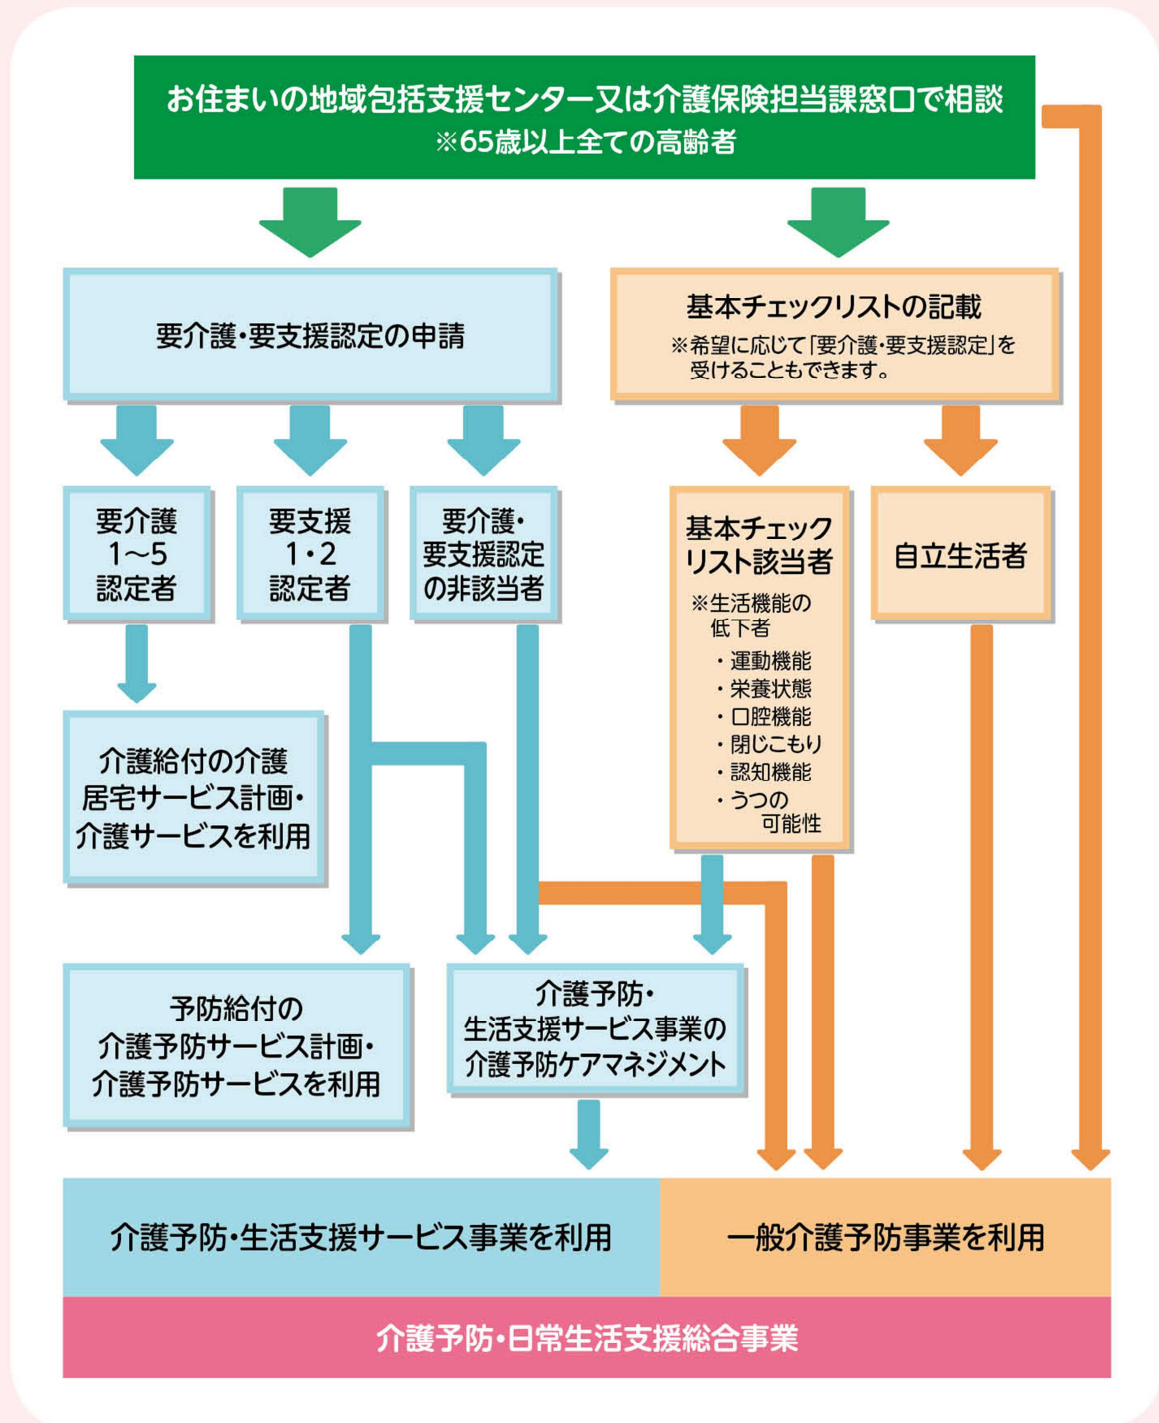 お住まいの地域包括支援センター又は介護保険担当課窓口で相談
※65歳以上全ての高齢者
要介護・要支援認定の申請
基本チェックリストの記載
※希望に応じて「要介護・要支援認定」を
受けることもできます。
要介護
1〜5
認定者
要支援
1・2
認定者
要介護・
要支援認定
の非該当者
基本チェック
リスト該当者
※生活機能の
低下者
・運動機能
・栄養状態
・口腔機能
・閉じこもり
・認知機能
・うつの
可能性
自立生活者
介護給付の介護
居宅サービス計画・
介護サービスを利用
予防給付の
介護予防サービス計画・
介護予防サービスを利用
介護予防・
生活支援サービス事業の
介護予防ケアマネジメント
介護予防・生活支援サービス事業を利用
一般介護予防事業を利用
介護予防・日常生活支援総合事業